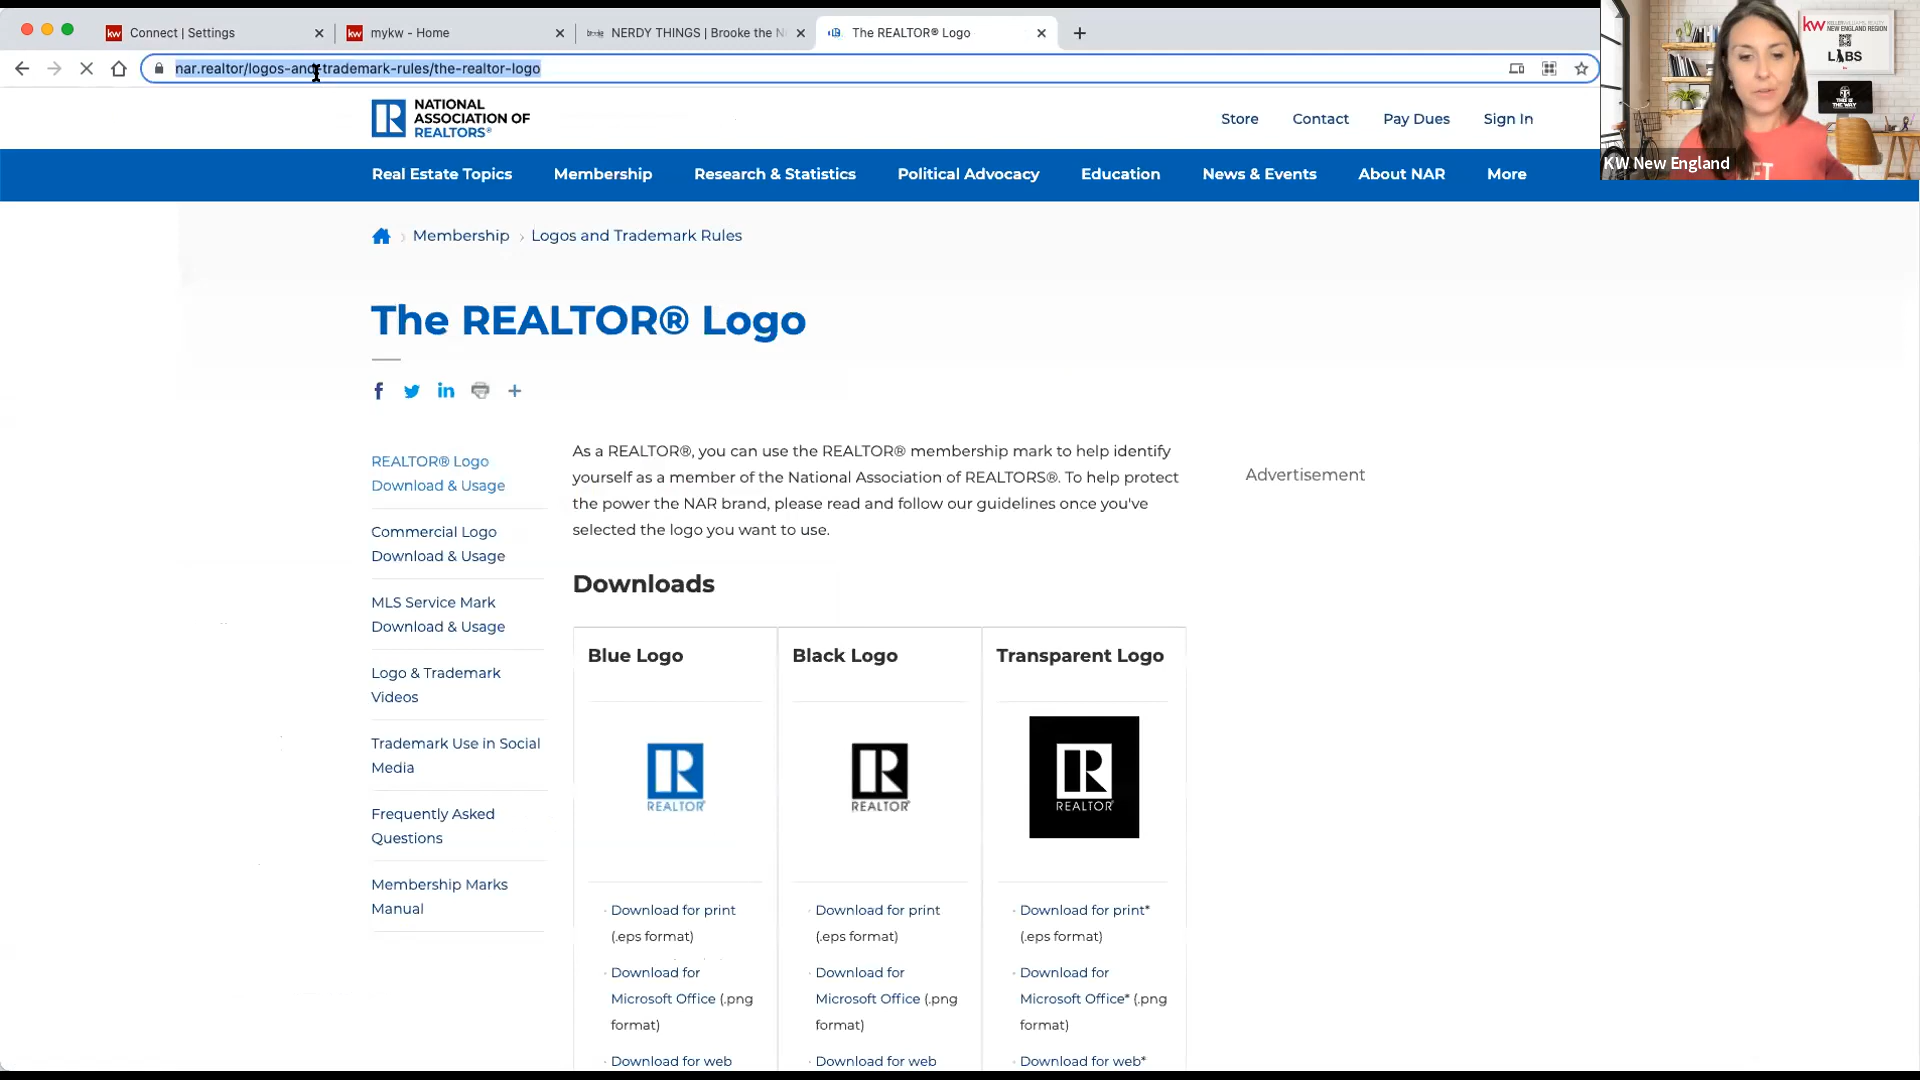 Connect | Settings
mykw - Home
NERDY THINGS | Brooke the N
The REALTOR® Logo
nar.realtor/logos-and-trademark-rules/the-realtor-logo
NATIONAL
ASSOCIATION OF
REALTORS®
Store
Contact
Pay Dues
Sign In
Real Estate Topics
Membership
Research & Statistics
Political Advocacy
Education
News & Events
About NAR
More
Membership
Logos and Trademark Rules
The REALTOR® Logo
REALTOR® Logo
Download & Usage
Commercial Logo
Download & Usage
MLS Service Mark
Download & Usage
Logo & Trademark
Videos
Trademark Use in Social
Media
Frequently Asked
Questions
Membership Marks
Manual
As a REALTOR®, you can use the REALTOR® membership mark to help identify
yourself as a member of the National Association of REALTORS®. To help protect
the power the NAR brand, please read and follow our guidelines once you've
selected the logo you want to use.
Advertisement
Downloads
Blue Logo
REALTOR®
Download for print
(.eps format)
Download for
Microsoft Office (.png
format)
Download for web
Black Logo
REALTOR®
Download for print
(.eps format)
Download for
Microsoft Office (.png
format)
Download for web
Transparent Logo
REALTOR®
Download for print*
(.eps format)
Download for
Microsoft Office* (.png
format)
Download for web*
kw
NEW ENGLAND REGION
LABS
THIS IS
THE WAY
KW New England